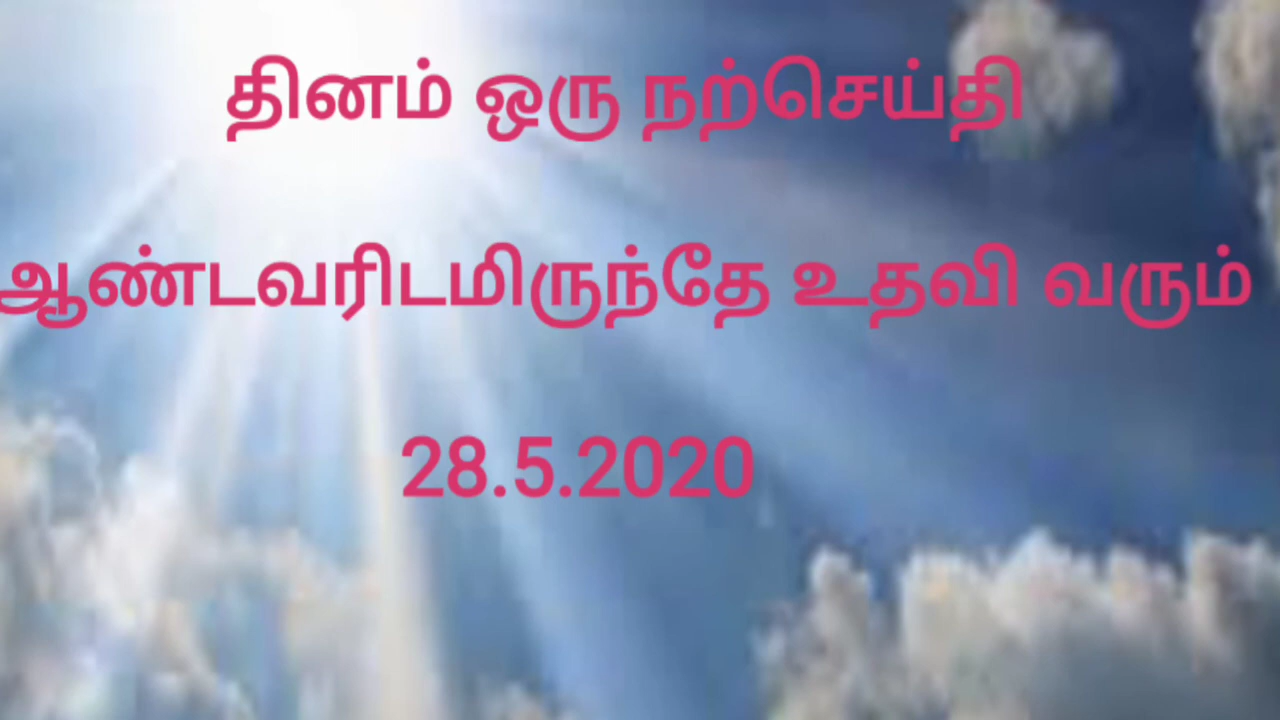 தினம் ஒரு நற்செய்தி
ஆண்டவரிடமிருந்தே உதவி வரும்
28.5.2020